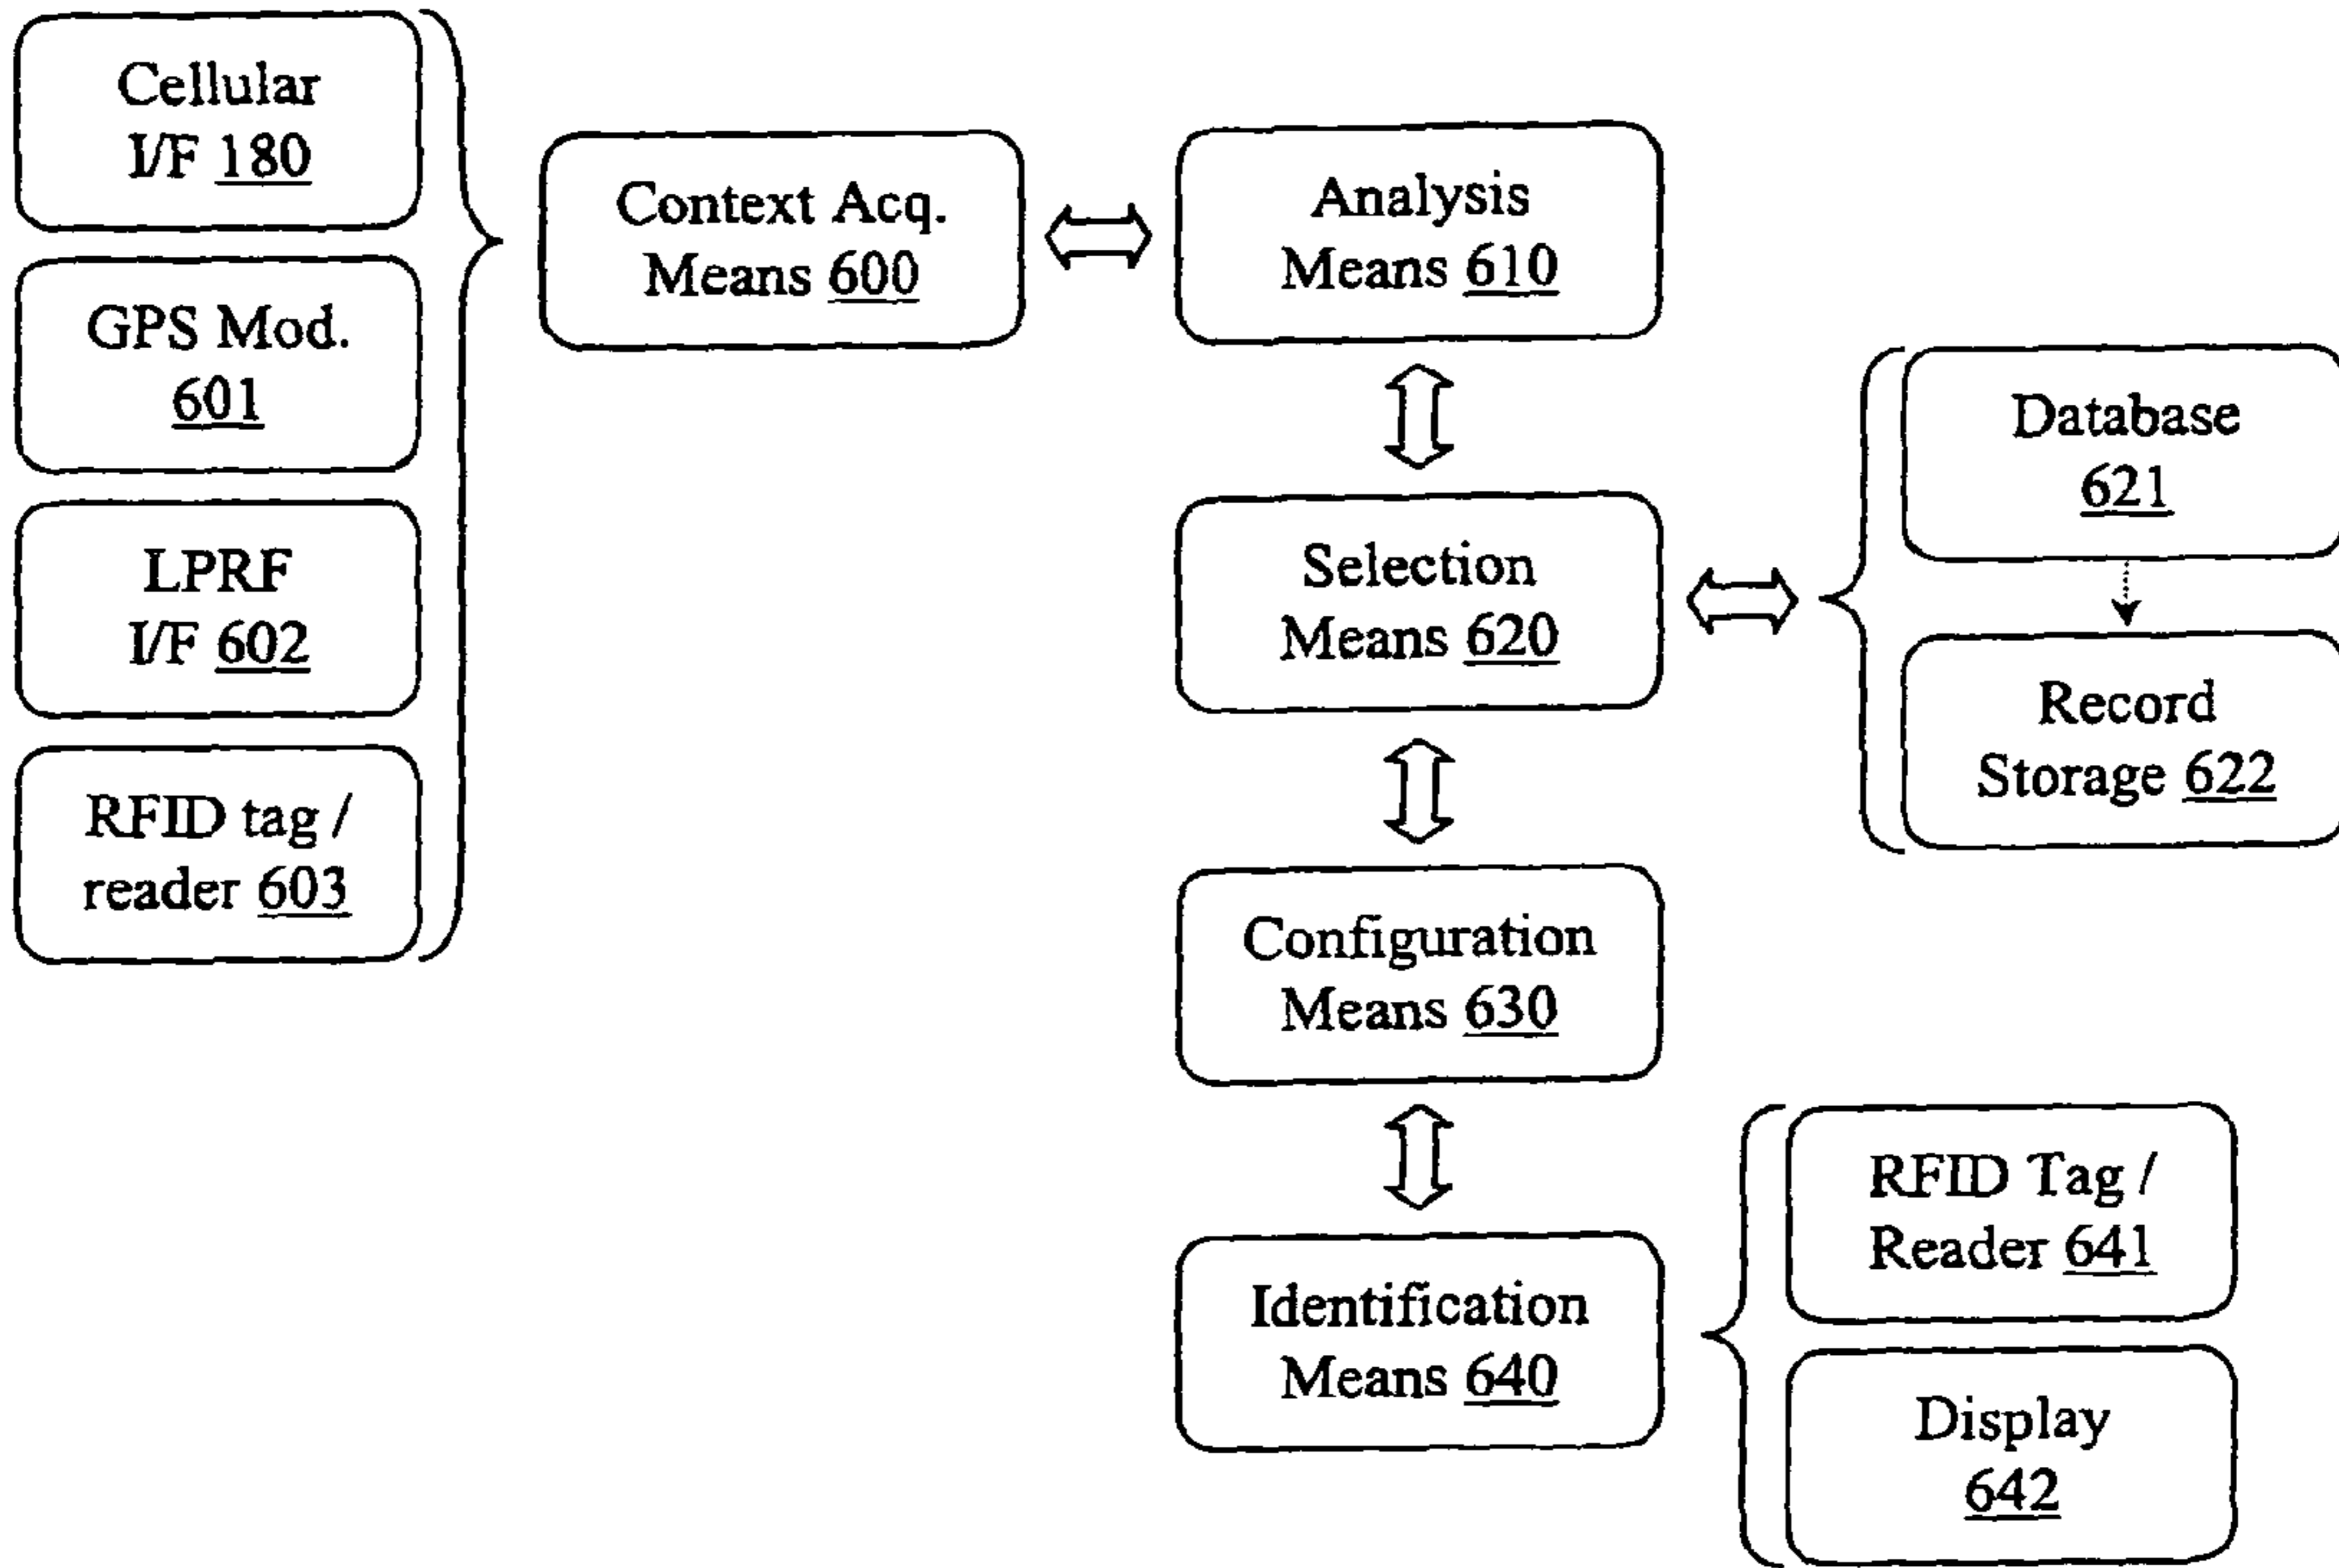 Cellular
I/F 180
GPS Mod.
601
LPRF
I/F 602
RFID tag /
reader 603
Context Acq.
Means 600
Analysis
Means 610
Selection
Means 620
Database
621
Record
Storage 622
Configuration
Means 630
Identification
Means 640
RFID Tag /
Reader 641
Display
642